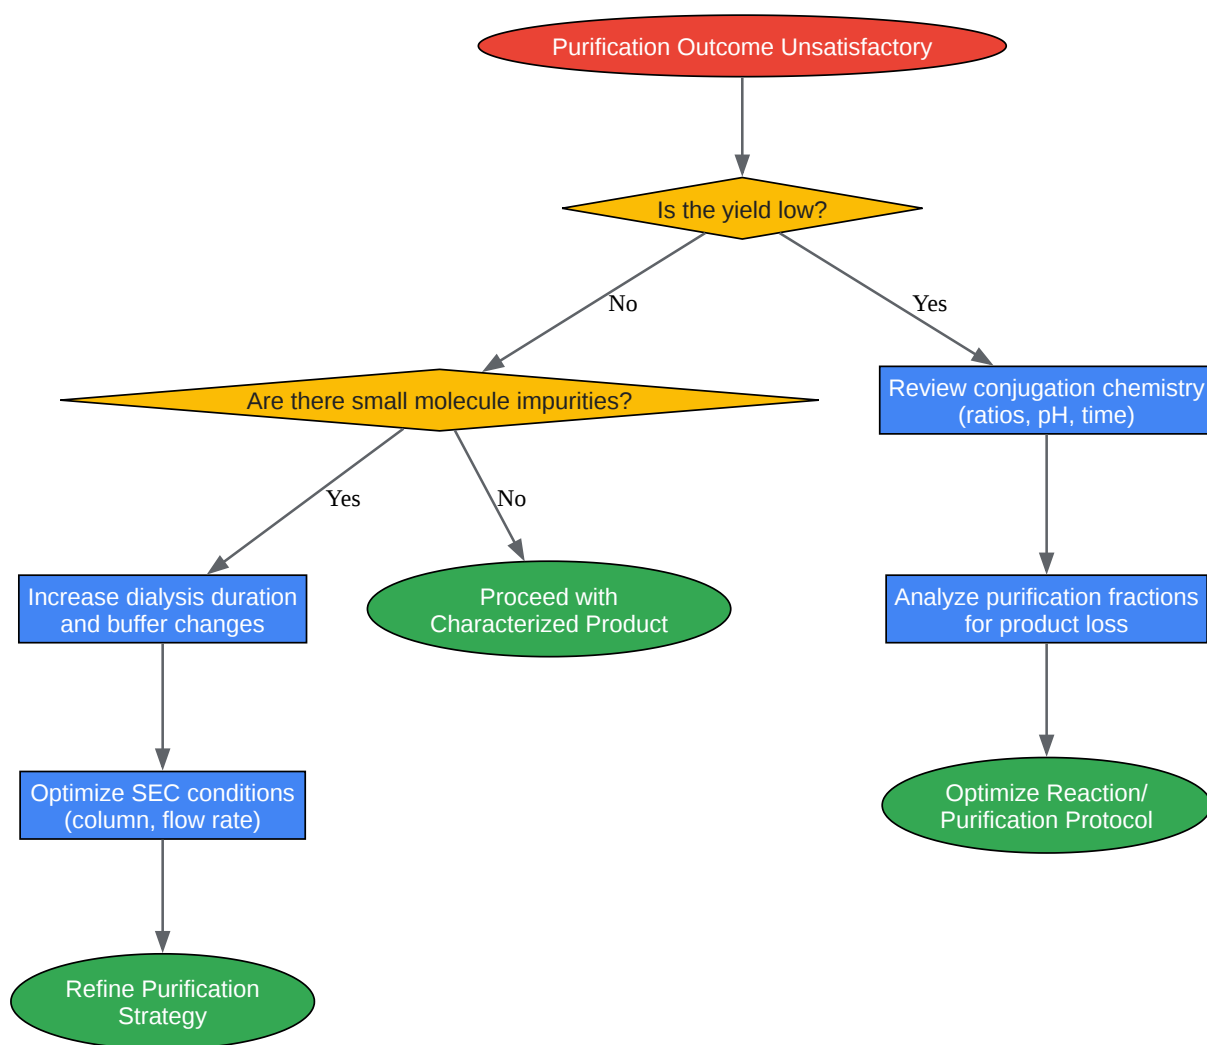 Purification Outcome Unsatisfactory
Is the yield low?
No
Yes
Are there small molecule impurities?
Review conjugation chemistry
(ratios, pH, time)
Yes
No
Increase dialysis duration
and buffer changes
Proceed with
Characterized Product
Analyze purification fractions
for product loss
Optimize SEC conditions
(column, flow rate)
Optimize Reaction/
Purification Protocol
Refine Purification
Strategy